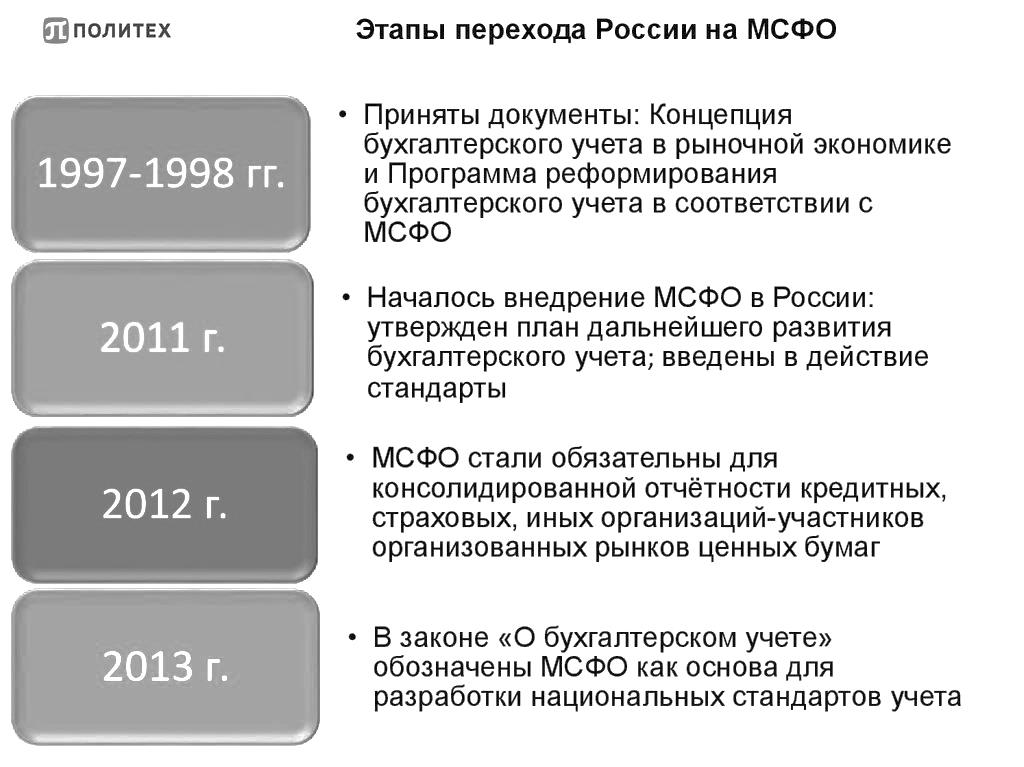 ПОЛИТЕХ
Этапы перехода России на МСФО
1997-1998 гг.
• Приняты документы: Концепция
бухгалтерского учета в рыночной экономике
и Программа реформирования
бухгалтерского учета в соответствии с
МСФО
2011 г.
• Началось внедрение МСФО в России:
утвержден план дальнейшего развития
бухгалтерского учета; введены в действие
стандарты
2012 г.
• МСФО стали обязательны для
консолидированной отчётности кредитных,
страховых, иных организаций-участников
организованных рынков ценных бумаг
2013 г.
• В законе «О бухгалтерском учете»
обозначены МСФО как основа для
разработки национальных стандартов учета